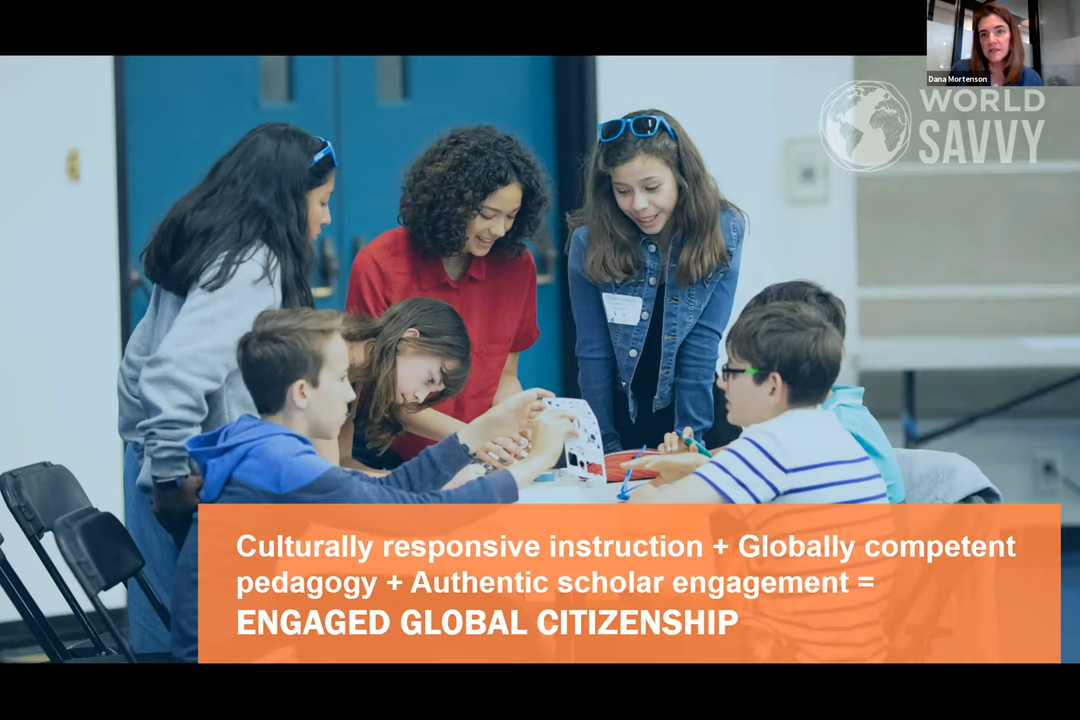 Dana Mortenson
WORLD
SAVVY
Culturally responsive instruction + Globally competent
pedagogy + Authentic scholar engagement =
ENGAGED GLOBAL CITIZENSHIP